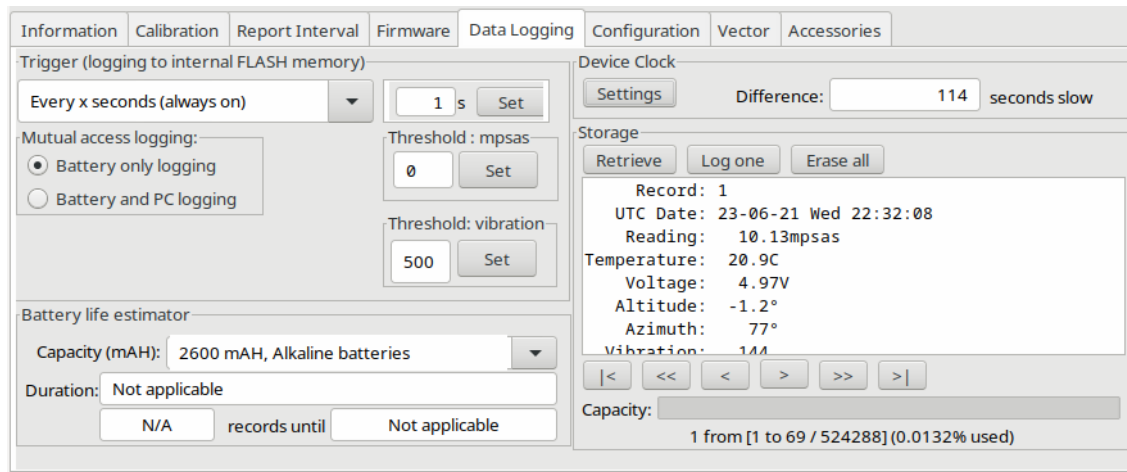 Information Calibration Report Interval Firmware Data Logging Configuration Vector Accessories
Trigger (logging to internal FLASH memory)
Every x seconds (always on)
1 s Set
Mutual access logging:
Battery only logging
Battery and PC logging
Threshold : mpsas
0 Set
Threshold: vibration
500 Set
Battery life estimator
Capacity (mAH): 2600 mAH, Alkaline batteries
Duration: Not applicable
N/A records until Not applicable
Device Clock
Settings Difference: 114 seconds slow
Storage
Retrieve Log one Erase all
Record: 1
UTC Date: 23-06-21 Wed 22:32:08
Reading: 10.13mpsas
Temperature: 20.9C
Voltage: 4.97V
Altitude: -1.2°
Azimuth: 77°
Vibration: 144
|< << < > >> >|
Capacity:
1 from [1 to 69 / 524288] (0.0132% used)